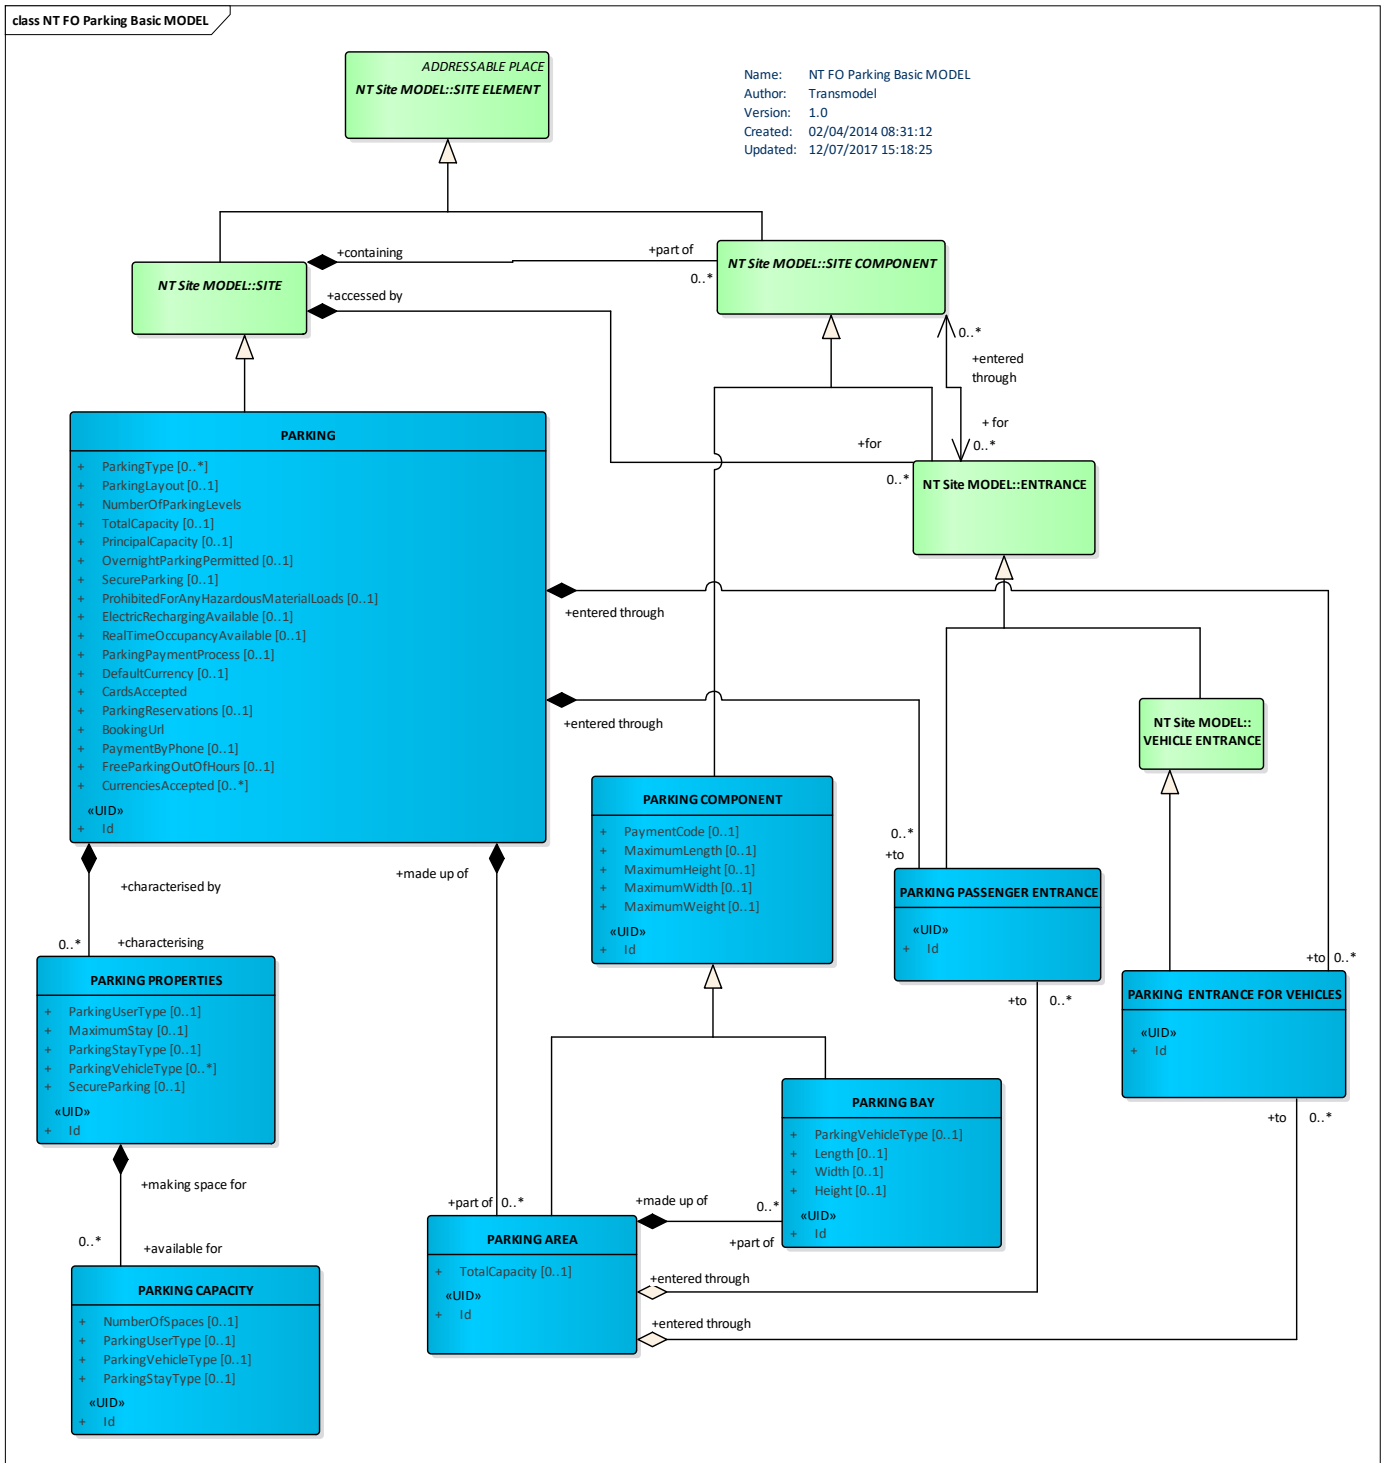 class NT FO Parking Basic MODEL
ADDRESSABLE PLACE
NT Site MODEL::SITE ELEMENT
Name: NT FO Parking Basic MODEL
Author: Transmodel
Version: 1.0
Created: 02/04/2014 08:31:12
Updated: 12/07/2017 15:18:25
+containing
+part of
0..*
NT Site MODEL::SITE COMPONENT
NT Site MODEL::SITE
+accessed by
0..*
+entered
through
+ for
0..*
+for
0..*
NT Site MODEL::ENTRANCE
PARKING
+ ParkingType [0..*]
+ ParkingLayout [0..1]
+ NumberOfParkingLevels
+ TotalCapacity [0..1]
+ PrincipalCapacity [0..1]
+ OvernightParkingPermitted [0..1]
+ SecureParking [0..1]
+ ProhibitedForAnyHazardousMaterialLoads [0..1]
+ ElectricRechargingAvailable [0..1]
+ RealTimeOccupancyAvailable [0..1]
+ ParkingPaymentProcess [0..1]
+ DefaultCurrency [0..1]
+ CardsAccepted
+ ParkingReservations [0..1]
+ BookingUrl
+ PaymentByPhone [0..1]
+ FreeParkingOutOfHours [0..1]
+ CurrenciesAccepted [0..*]
«UID»
+ Id
+entered through
+entered through
NT Site MODEL::
VEHICLE ENTRANCE
PARKING COMPONENT
+ PaymentCode [0..1]
+ MaximumLength [0..1]
+ MaximumHeight [0..1]
+ MaximumWidth [0..1]
+ MaximumWeight [0..1]
«UID»
+ Id
0..*
+to
PARKING PASSENGER ENTRANCE
«UID»
+ Id
+to 0..*
+to 0..*
PARKING  ENTRANCE FOR VEHICLES
«UID»
+ Id
+to 0..*
+characterised by
0..* +characterising
+made up of
PARKING PROPERTIES
+ ParkingUserType [0..1]
+ MaximumStay [0..1]
+ ParkingStayType [0..1]
+ ParkingVehicleType [0..*]
+ SecureParking [0..1]
«UID»
+ Id
+making space for
0..*
+available for
PARKING CAPACITY
+ NumberOfSpaces [0..1]
+ ParkingUserType [0..1]
+ ParkingVehicleType [0..1]
+ ParkingStayType [0..1]
«UID»
+ Id
PARKING BAY
+ ParkingVehicleType [0..1]
+ Length [0..1]
+ Width [0..1]
+ Height [0..1]
«UID»
+ Id
+part of 0..*
+made up of
0..*
+part of
PARKING AREA
+ TotalCapacity [0..1]
«UID»
+ Id
+entered through
+entered through